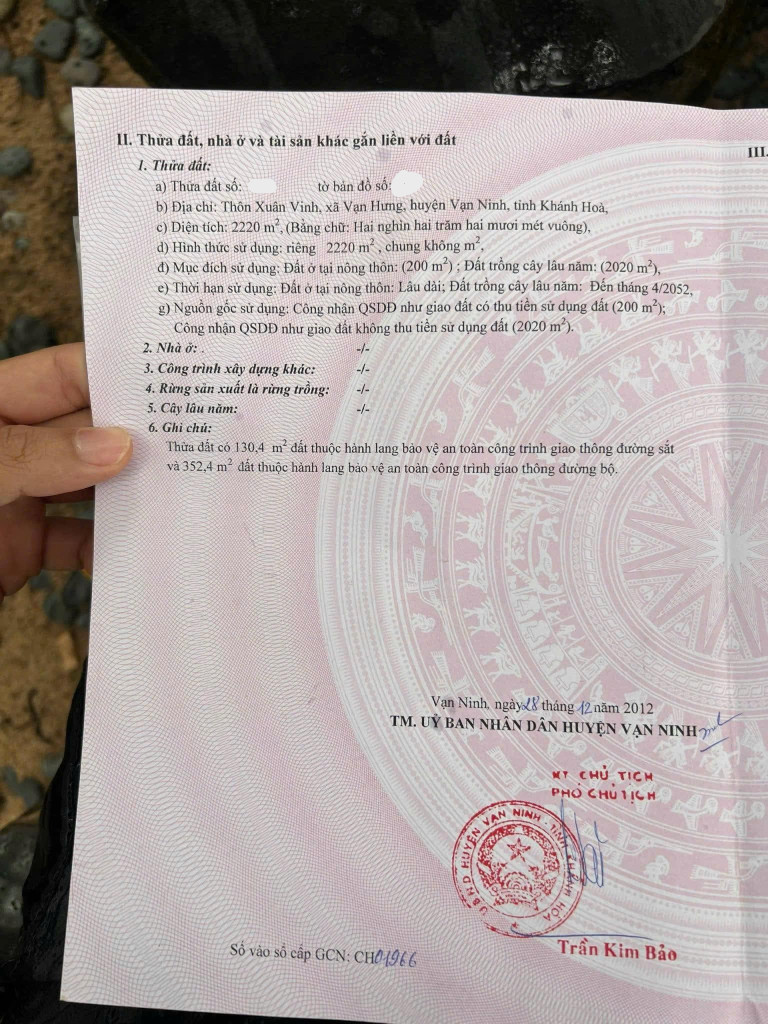 II. Thửa đất, nhà ở và tài sản khác gắn liền với đất
III.
1. Thửa đất:
a) Thửa đất số: tờ bản đồ số:
b) Địa chỉ: Thôn Xuân Vinh, xã Vạn Hưng, huyện Vạn Ninh, tỉnh Khánh Hoà,
c) Diện tích: 2220 m², (Bằng chữ: Hai nghìn hai trăm hai mươi mét vuông),
d) Hình thức sử dụng: riêng 2220 m², chung không m²,
đ) Mục đích sử dụng: Đất ở tại nông thôn: (200 m²) ; Đất trồng cây lâu năm: (2020 m²),
e) Thời hạn sử dụng: Đất ở tại nông thôn: Lâu dài; Đất trồng cây lâu năm: Đến tháng 4/2052,
g) Nguồn gốc sử dụng: Công nhận QSDĐ như giao đất có thu tiền sử dụng đất (200 m²);
Công nhận QSDĐ như giao đất không thu tiền sử dụng đất (2020 m²).
2. Nhà ở: . -/-
3. Công trình xây dựng khác: -/-
4. Rừng sản xuất là rừng trồng: -/-
5. Cây lâu năm: -/-
6. Ghi chú:
Thửa đất có 130,4 m² đất thuộc hành lang bảo vệ an toàn công trình giao thông đường sắt
và 352,4 m² đất thuộc hành lang bảo vệ an toàn công trình giao thông đường bộ.
Vạn Ninh, ngày 28 tháng 12 năm 2012
TM. UỶ BAN NHÂN DÂN HUYỆN VẠN NINH
KT CHỦ TỊCH
PHÓ CHỦ TỊCH
UBND HUYỆN VẠN NINH - TỈNH KHÁNH HÒA
Trần Kim Bảo
Số vào sổ cấp GCN: CH01966